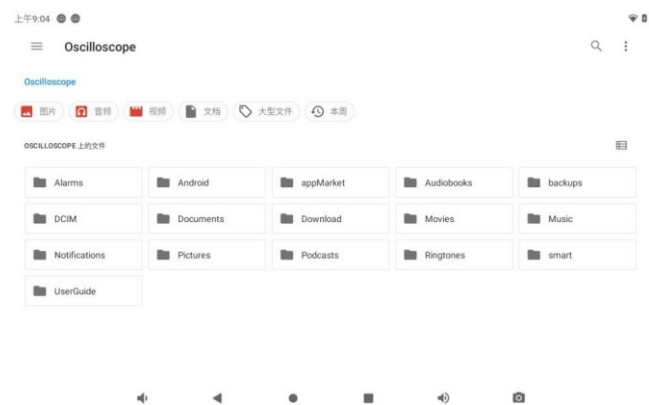 上午9:04
Oscilloscope
Oscilloscope
图片 音频 视频 文档 大型文件 本周
OSCILLOSCOPE 上的文件
Alarms Android appMarket Audiobooks backups
DCIM Documents Download Movies Music
Notifications Pictures Podcasts Ringtones smart
UserGuide